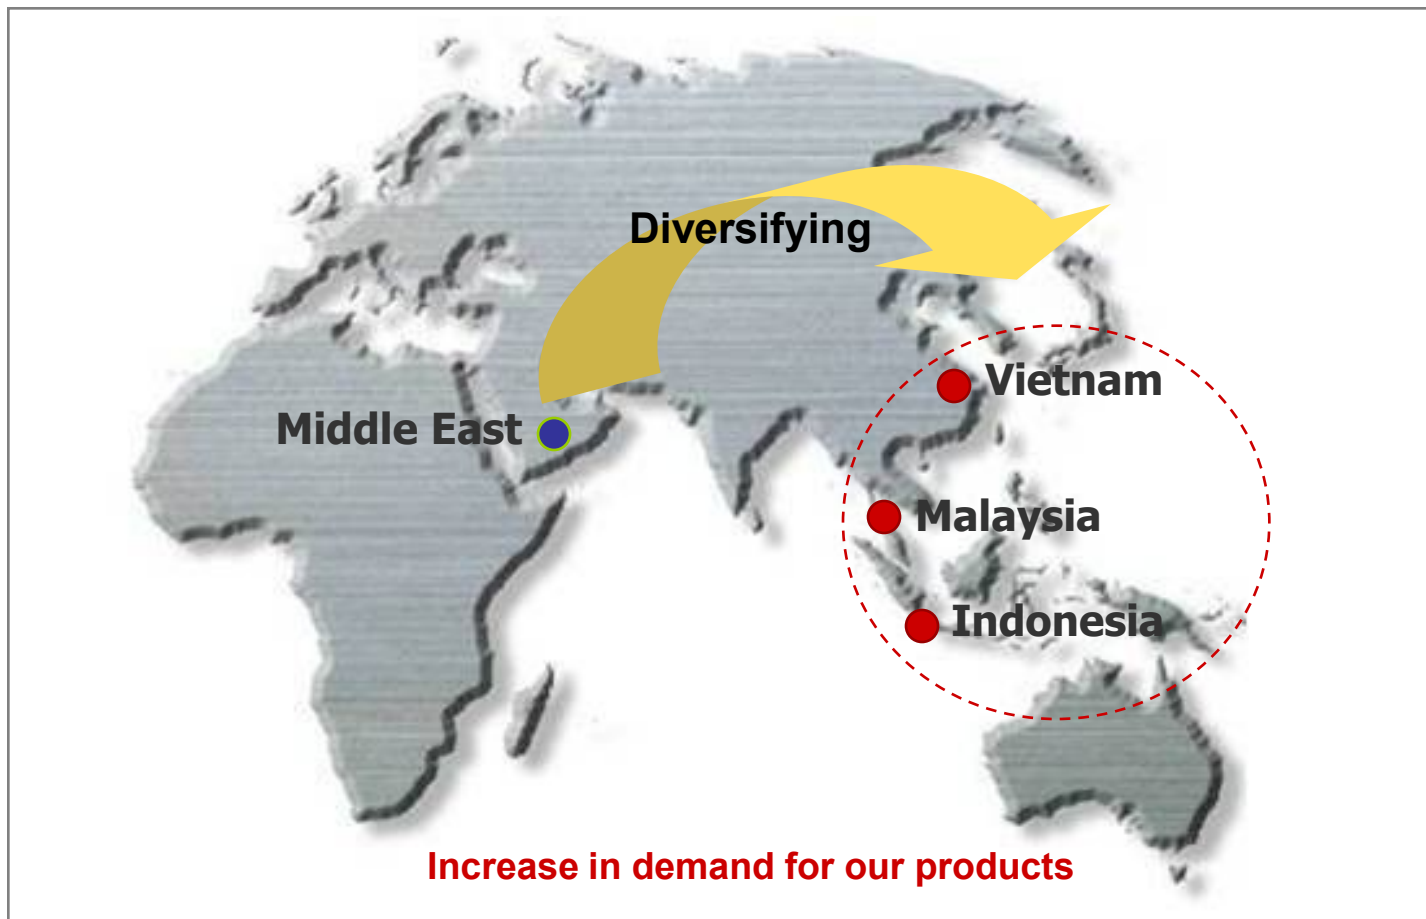 Diversifying
Vietnam
Middle East
Malaysia
Indonesia
Increase in demand for our products